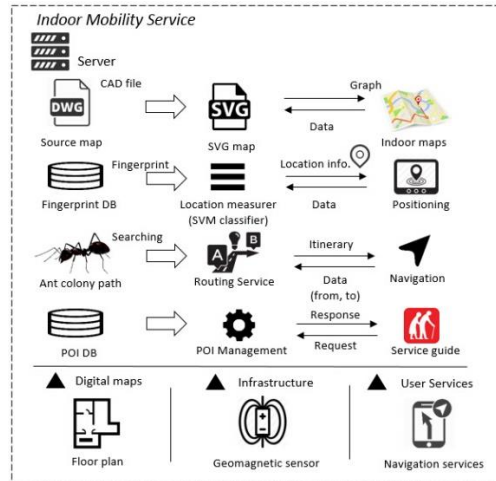 Indoor Mobility Service
Server
CAD file
Graph
DWG
SVG
Data
Source map
SVG map
Indoor maps
Fingerprint
Location info.
Data
Fingerprint DB
Location measurer
(SVM classifier)
Positioning
Searching
Itinerary
A
B
Data
(from, to)
Ant colony path
Routing Service
Navigation
Response
Request
POI DB
POI Management
Service guide
Digital maps
Infrastructure
User Services
Floor plan
Geomagnetic sensor
Navigation services